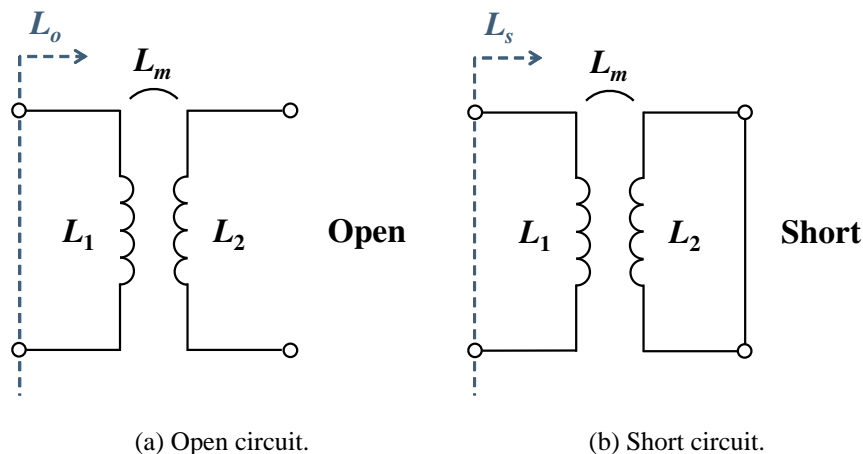 Lo
Lm
L1
L2
Open
(a) Open circuit.
Ls
Lm
L1
L2
Short
(b) Short circuit.